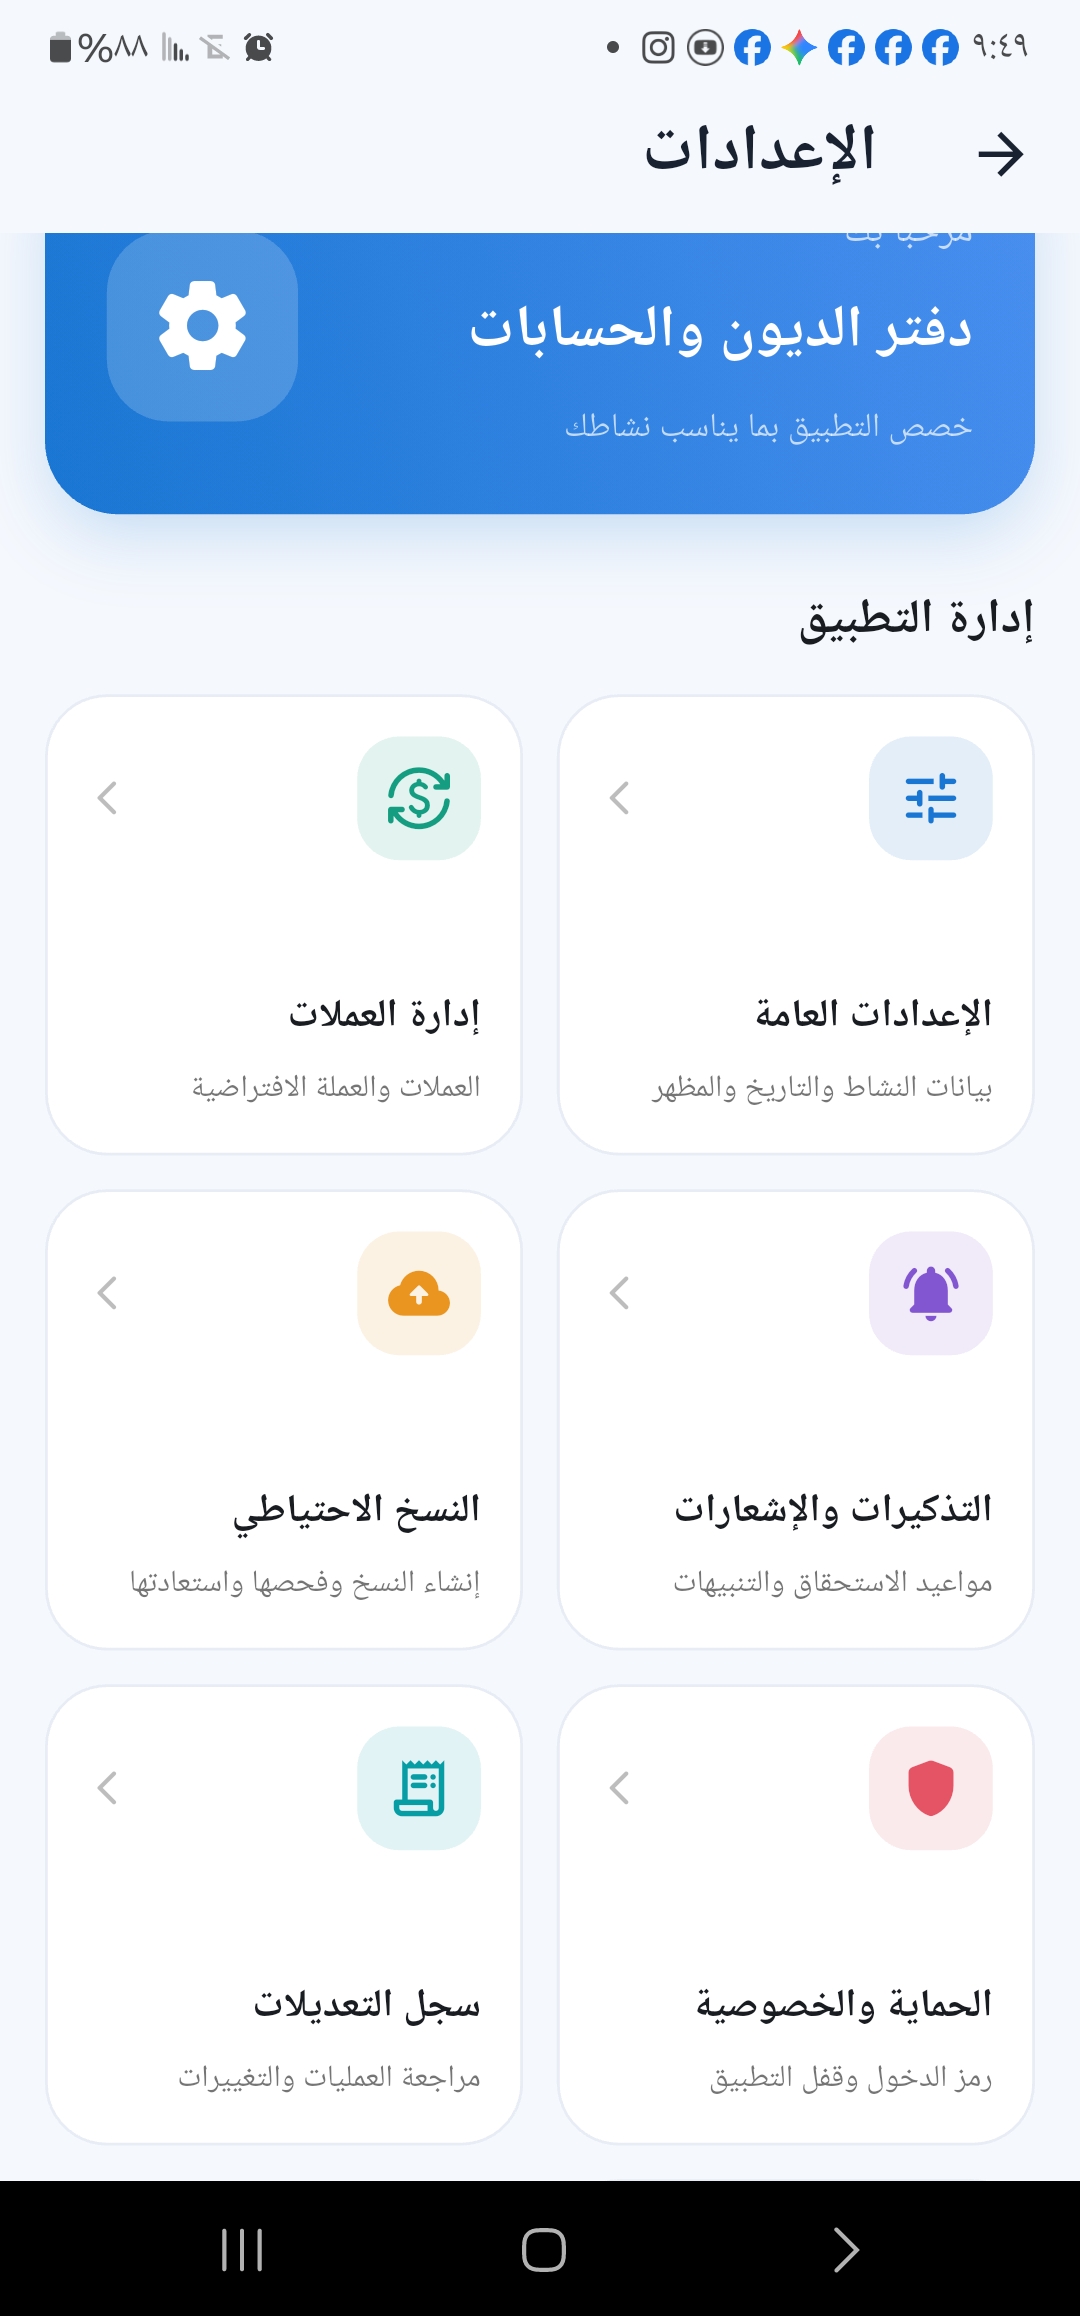 ٩:٤٩
%٨٨
الإعدادات
مرحبا بك
دفتر الديون والحسابات
خصص التطبيق بما يناسب نشاطك
إدارة التطبيق
الإعدادات العامة
بيانات النشاط والتاريخ والمظهر
إدارة العملات
العملات والعملة الافتراضية
التذكيرات والإشعارات
مواعيد الاستحقاق والتنبيهات
النسخ الاحتياطي
إنشاء النسخ وفحصها واستعادتها
الحماية والخصوصية
رمز الدخول وقفل التطبيق
سجل التعديلات
مراجعة العمليات والتغييرات